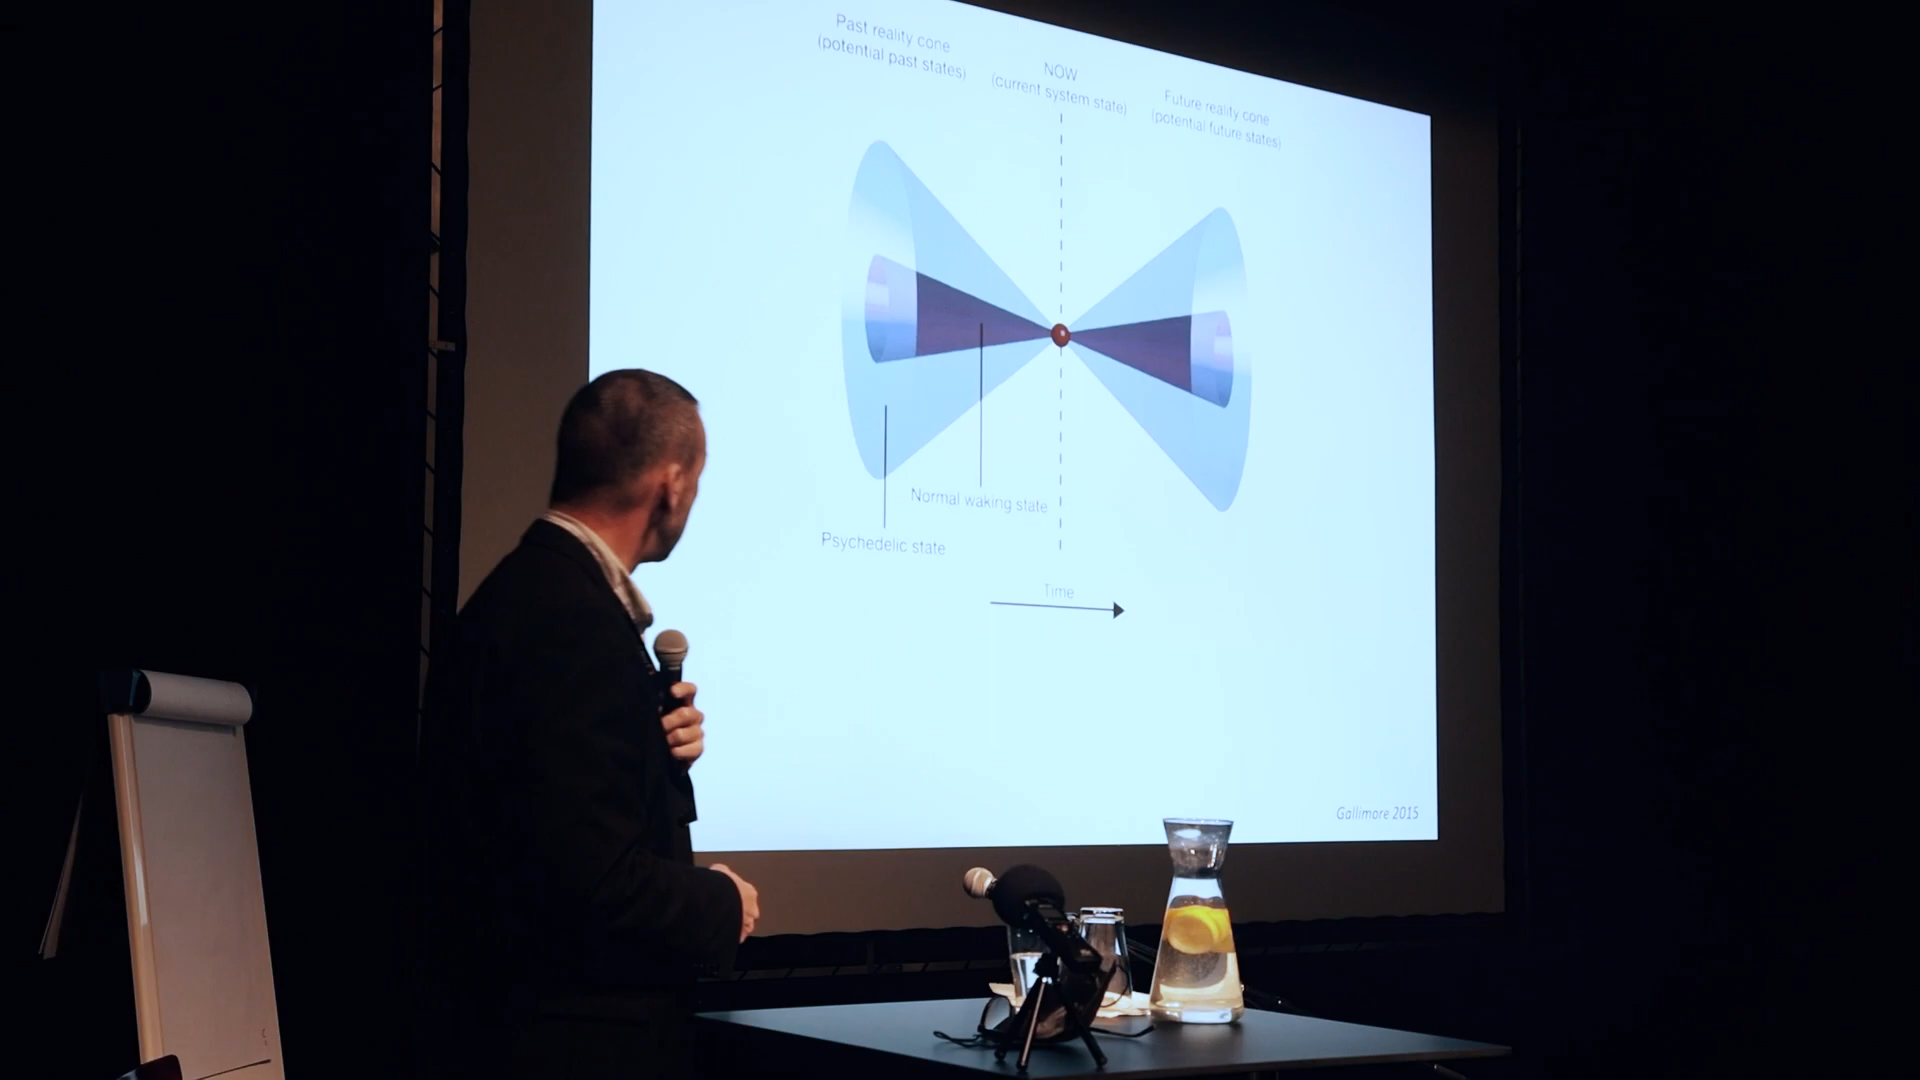 Past reality cone
(potential past states)
NOW
(current system state)
Future reality cone
(potential future states)
Normal waking state
Psychedelic state
Time
Gallimore 2015